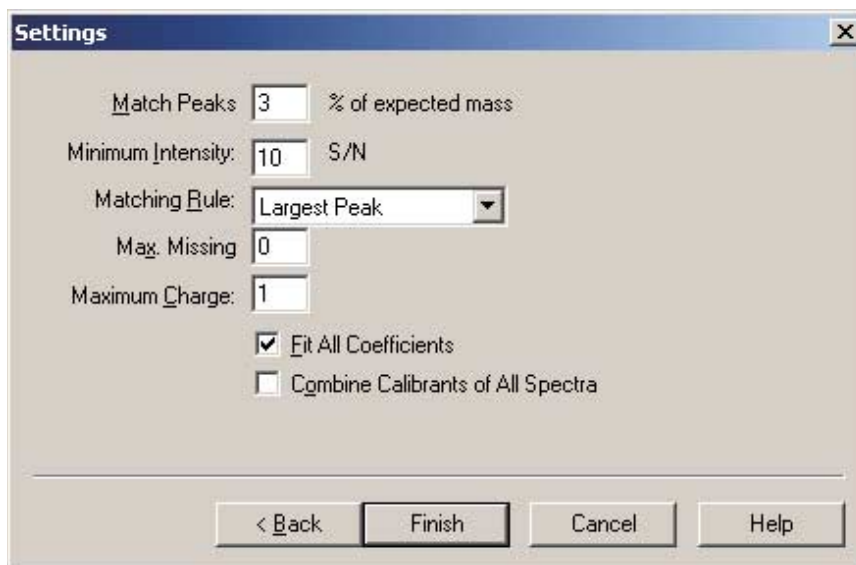 Settings
Match Peaks 3 % of expected mass
Minimum Intensity: 10 S/N
Matching Rule: Largest Peak
Max. Missing 0
Maximum Charge: 1
Fit All Coefficients
Combine Calibrants of All Spectra
< Back Finish Cancel Help